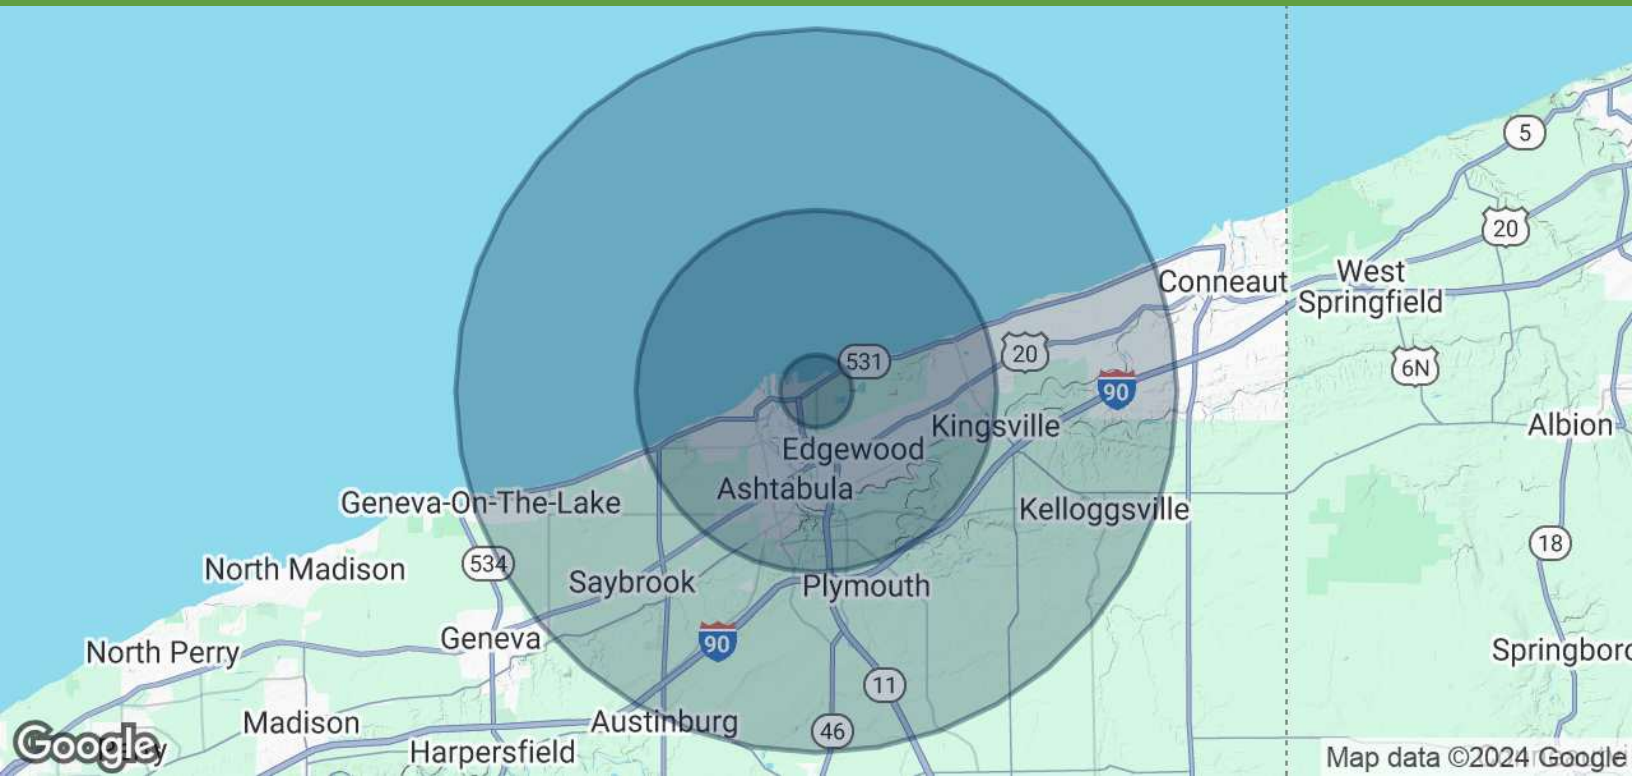 5
20
West
Springfield
Conneaut
531
20
6N
90
Kingsville
Albion
Edgewood
Ashtabula
Geneva-On-The-Lake
Kelloggsville
18
534
North Madison
Saybrook
Plymouth
90
Geneva
North Perry
Springboro
11
Madison
Austinburg
46
Harpersfield
Google
Map data ©2024 Google